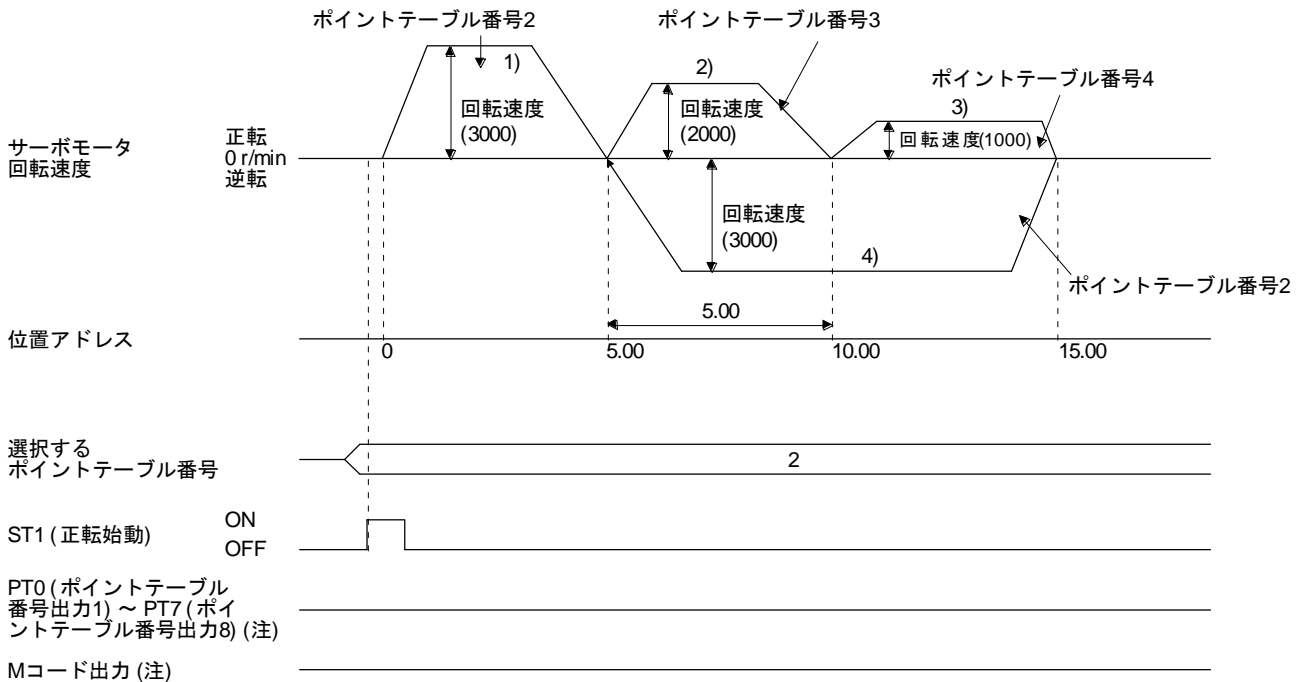 ポイントテーブル番号2
ポイントテーブル番号3
1)
2)
ポイントテーブル番号4
3)
回転速度
(3000)
回転速度
(2000)
回転速度(1000)
サーボモータ
回転速度
正転
0 r/min
逆転
回転速度
(3000)
4)
ポイントテーブル番号2
5.00
位置アドレス
0
5.00
10.00
15.00
選択する
ポイントテーブル番号
2
ST1 (正転始動)
ON
OFF
PT0 (ポイントテーブル
番号出力1) ～ PT7 (ポイ
ントテーブル番号出力8) (注)
Mコード出力 (注)